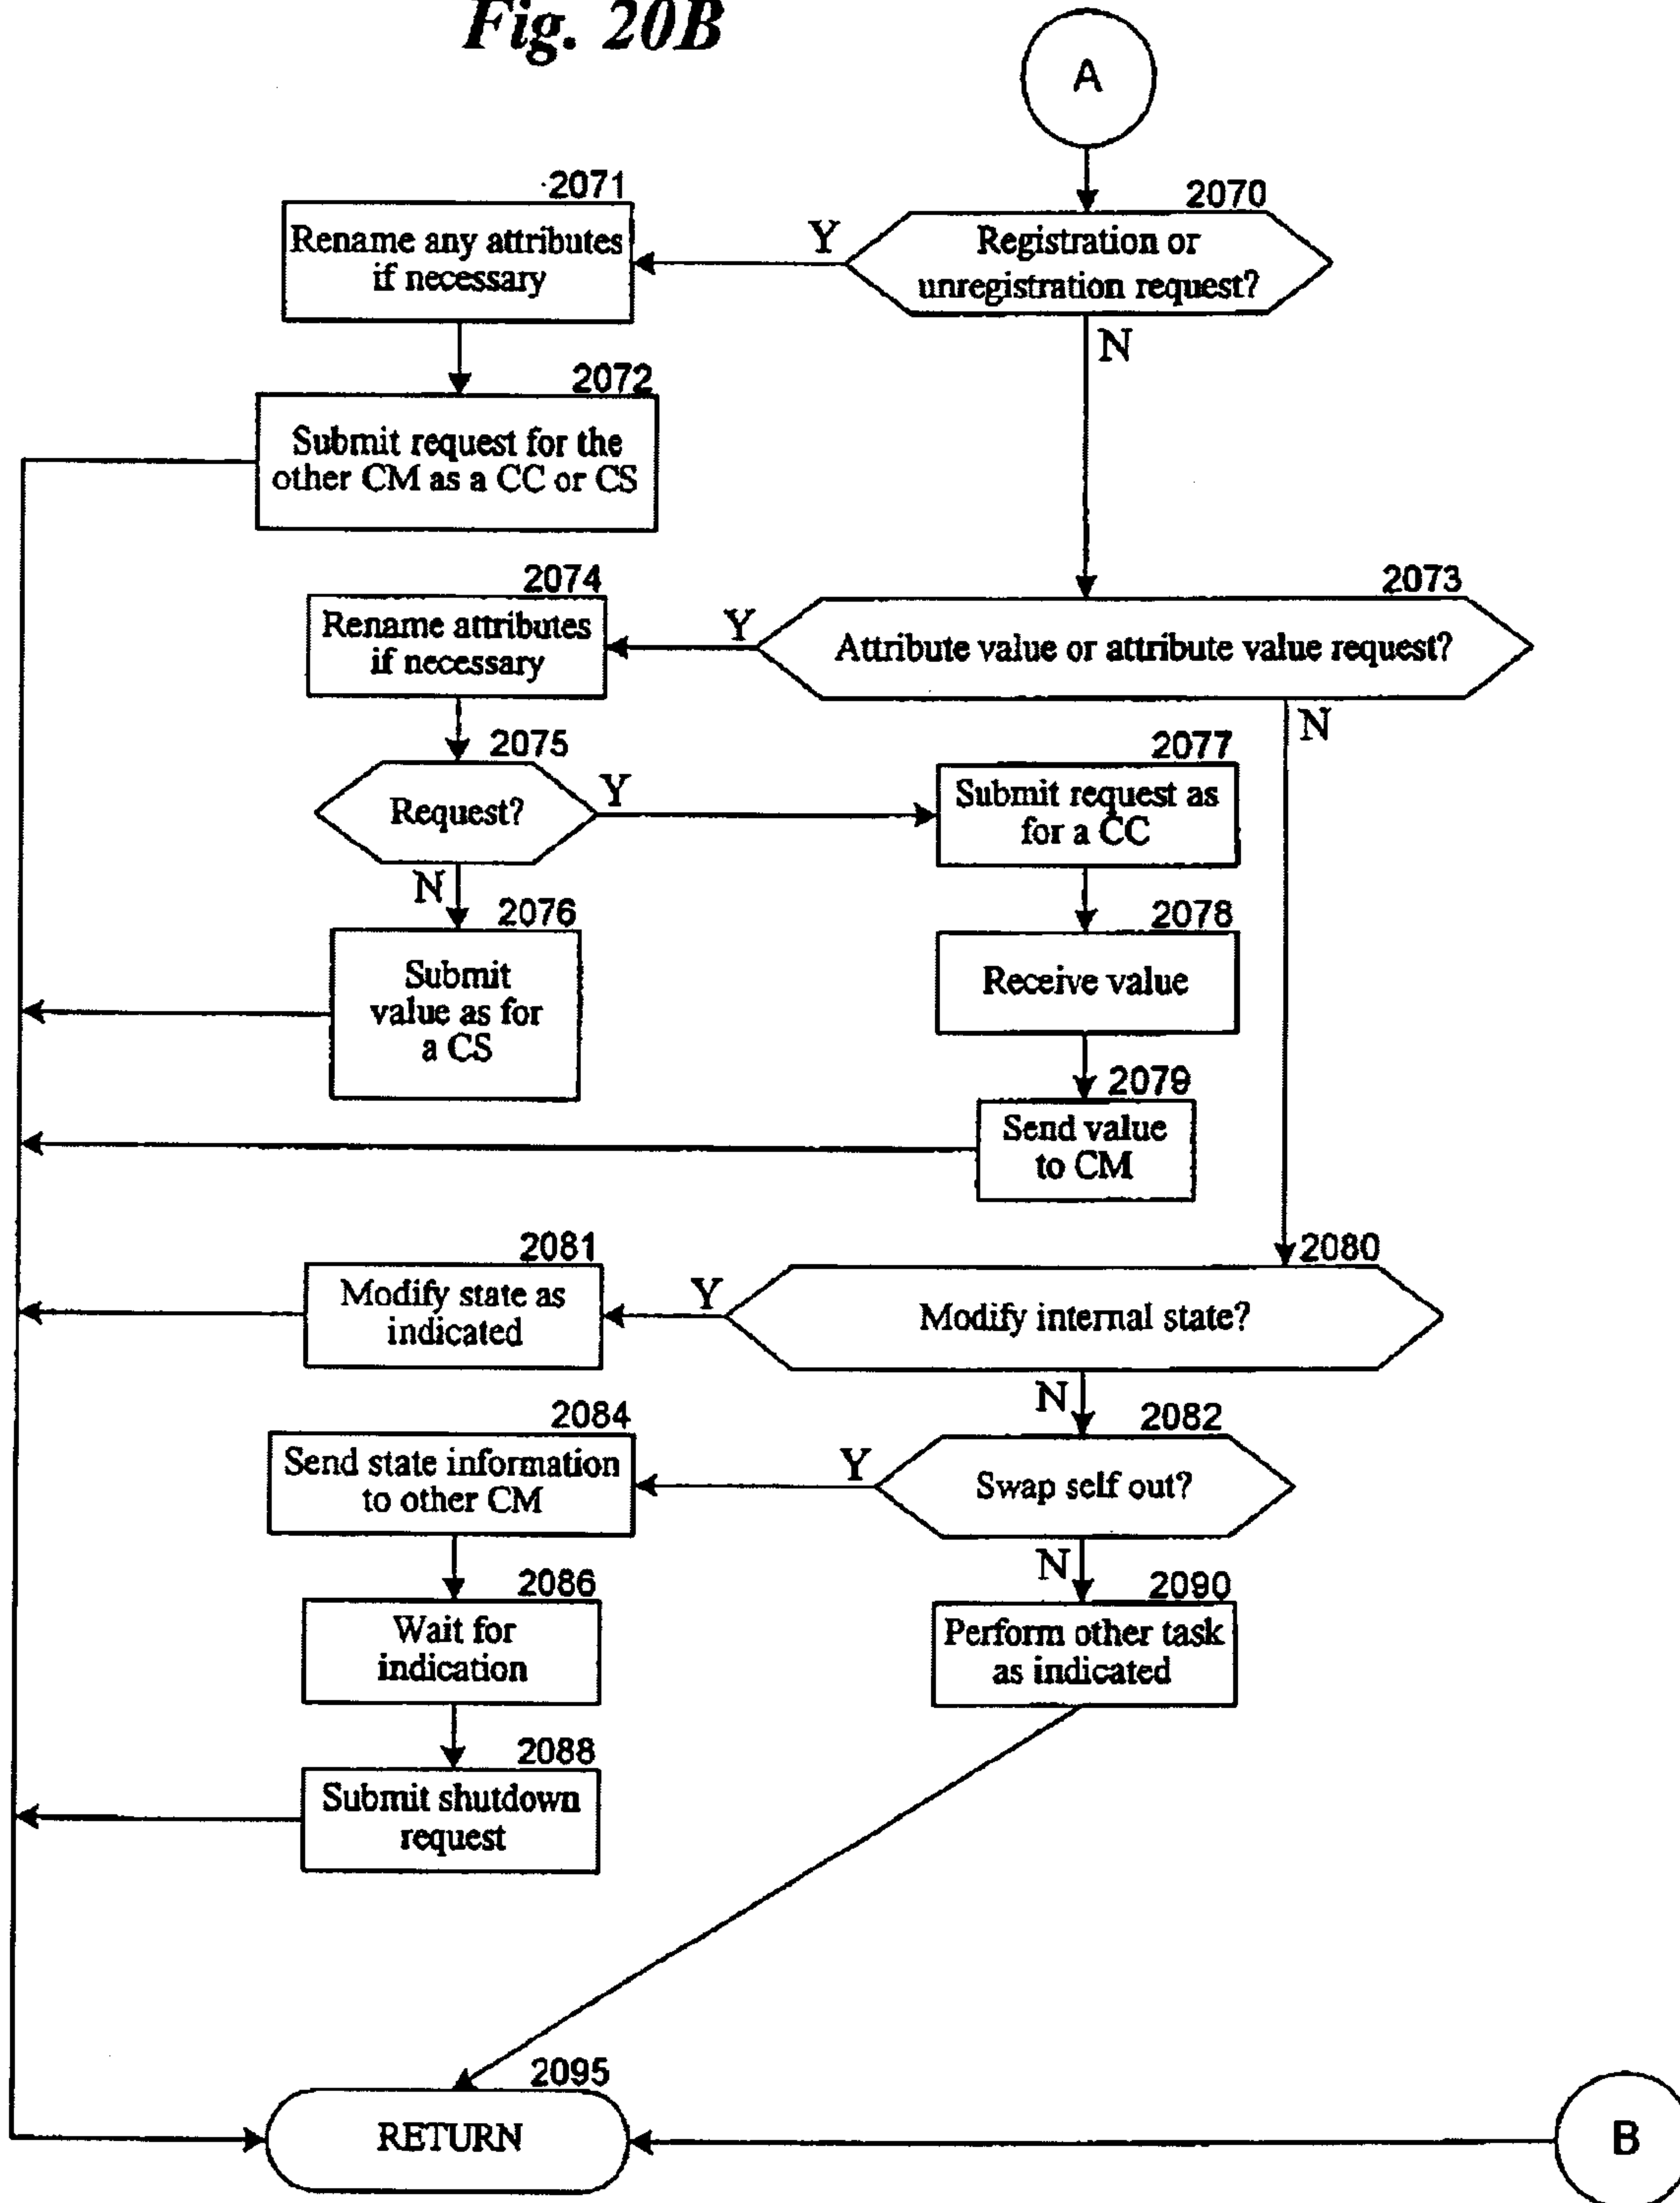 Fig. 20B
A
2070
Registration or
unregistration request?
Y
N
2071
Rename any attributes
if necessary
2072
Submit request for the
other CM as a CC or CS
2073
Attribute value or attribute value request?
Y
N
2074
Rename attributes
if necessary
2075
Request?
Y
N
2076
Submit
value as for
a CS
2077
Submit request as
for a CC
2078
Receive value
2079
Send value
to CM
2080
Modify internal state?
Y
N
2081
Modify state as
indicated
2082
Swap self out?
Y
N
2084
Send state information
to other CM
2086
Wait for
indication
2088
Submit shutdown
request
2090
Perform other task
as indicated
2095
RETURN
B